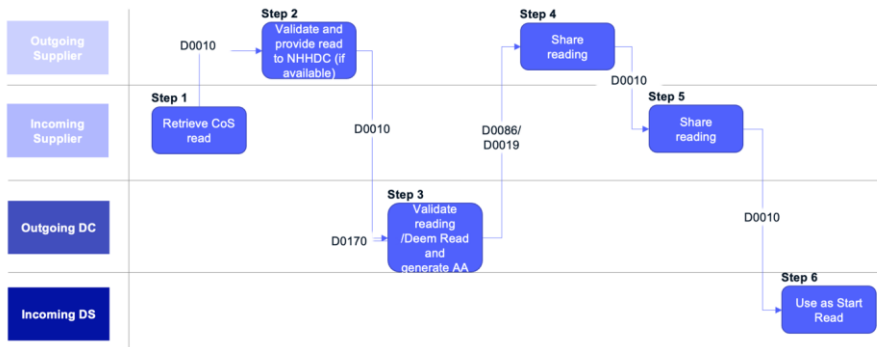 Outgoing
Supplier
Incoming
Supplier
Outgoing DC
Incoming DS
Step 1
Retrieve CoS
read
D0010
Step 2
Validate and
provide read
to NHHDC (if
available)
D0010
D0170
Step 3
Validate
reading
/Deem Read
and
generate AA
D0086/
D0019
Step 4
Share
reading
D0010
Step 5
Share
reading
D0010
Step 6
Use as Start
Read